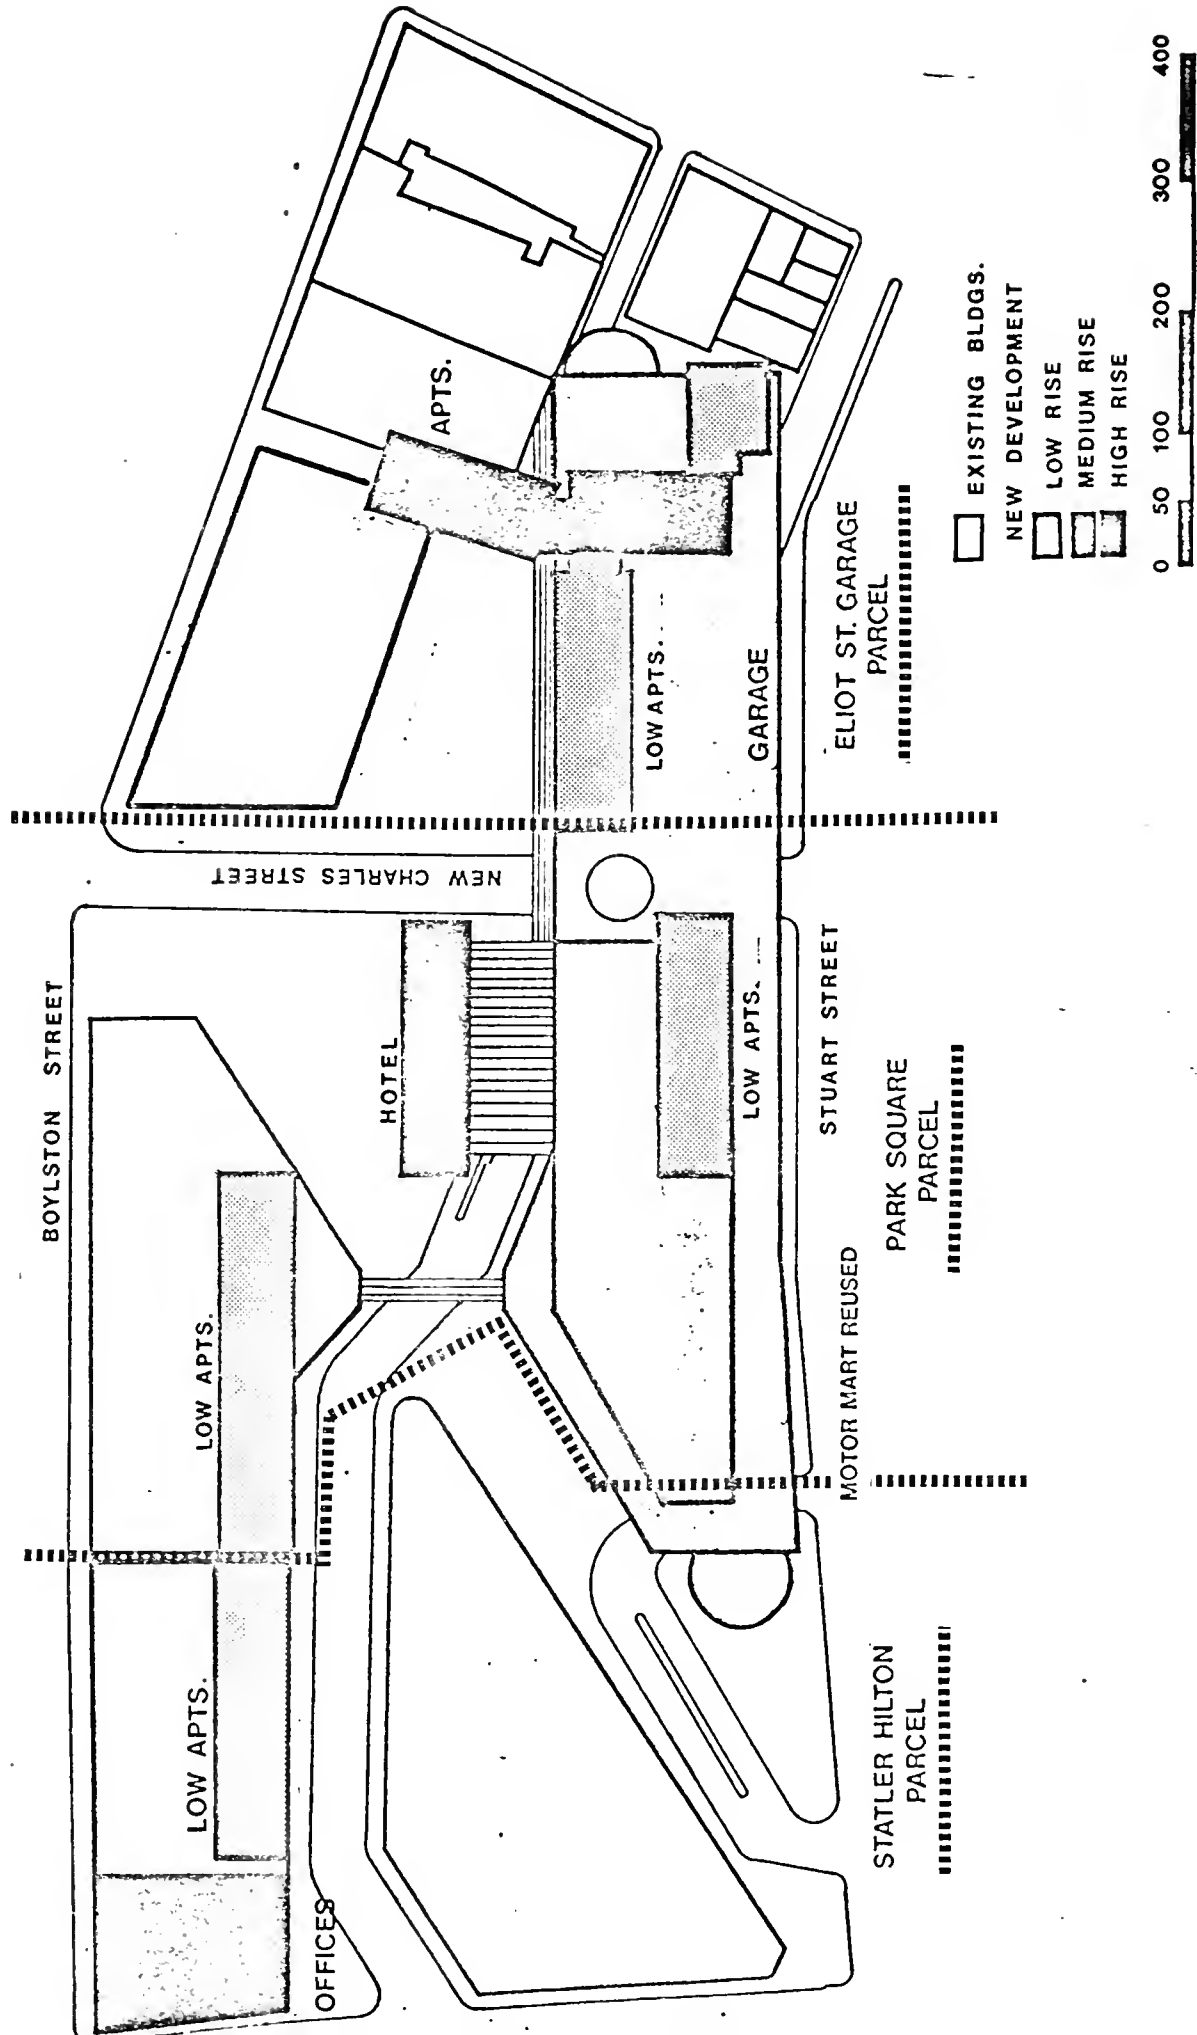 BOYLSTON STREET
LOW APTS.
LOW APTS.
OFFICES
HOTEL
NEW CHARLES STREET
APTS.
LOW APTS.
GARAGE
LOW APTS.
STUART STREET
MOTOR MART REUSED
STATLER HILTON
PARCEL
PARK SQUARE
PARCEL
ELIOT ST. GARAGE
PARCEL
EXISTING BLDGS.
NEW DEVELOPMENT
LOW RISE
MEDIUM RISE
HIGH RISE
0 50 100 200 300 400